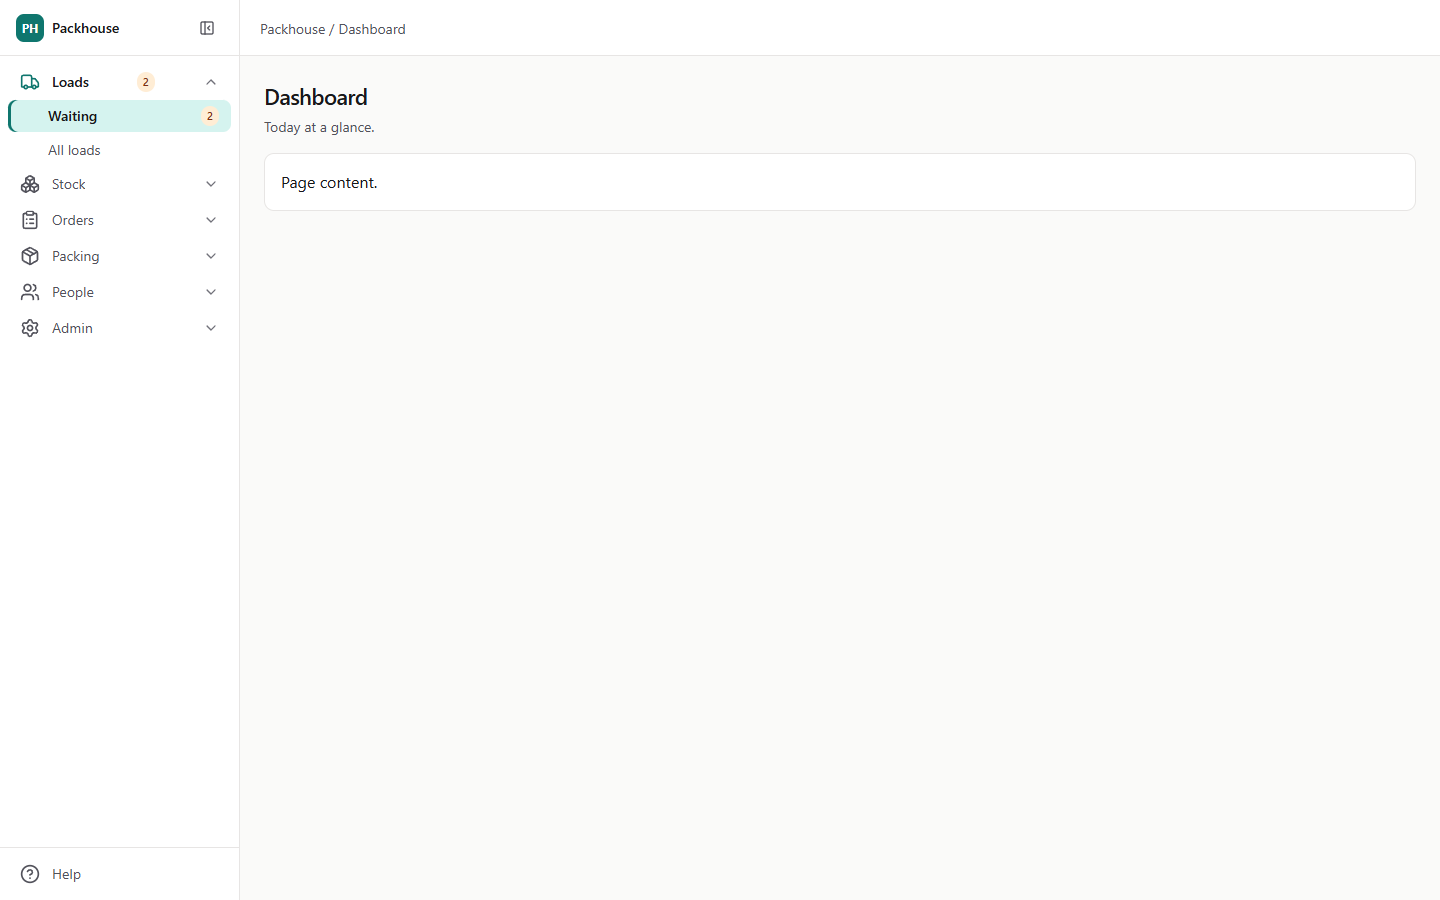 PH Packhouse
Packhouse / Dashboard
Loads 2
Waiting 2
All loads
Stock
Orders
Packing
People
Admin
Help
Dashboard
Today at a glance.
Page content.